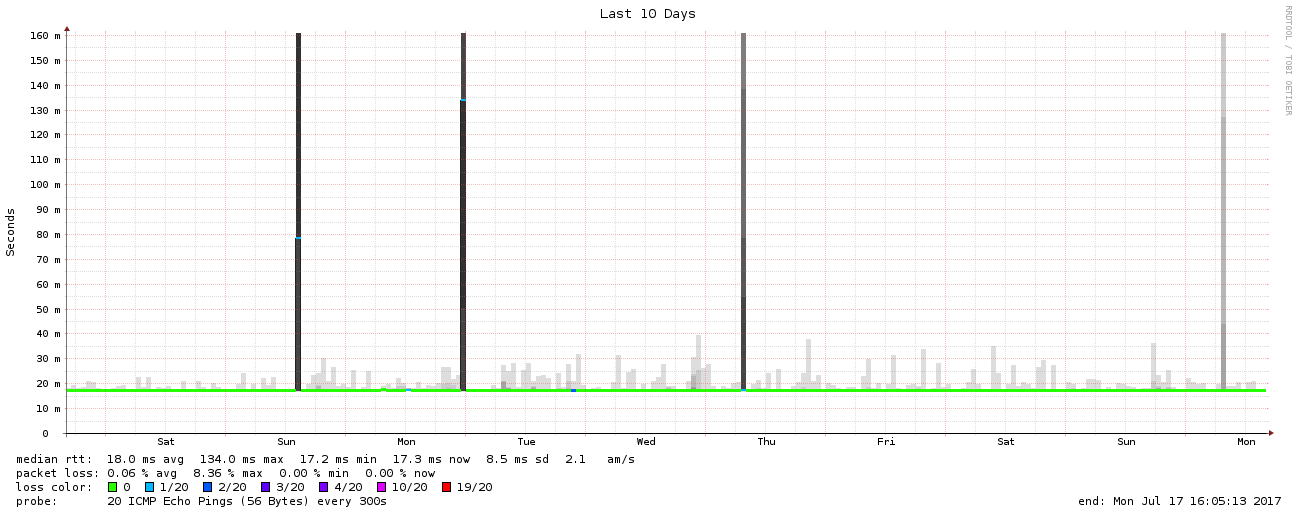 Last 10 Days
RRDTOOL / TOBI OETIKER
Seconds
160 m
150 m
140 m
130 m
120 m
110 m
100 m
90 m
80 m
70 m
60 m
50 m
40 m
30 m
20 m
10 m
0
Sat Sun Mon Tue Wed Thu Fri Sat Sun Mon
median rtt: 18.0 ms avg 134.0 ms max 17.2 ms min 17.3 ms now 8.5 ms sd 2.1 am/s
packet loss: 0.06 % avg 8.36 % max 0.00 % min 0.00 % now
loss color: 0 1/20 2/20 3/20 4/20 10/20 19/20
probe: 20 ICMP Echo Pings (56 Bytes) every 300s end: Mon Jul 17 16:05:13 2017